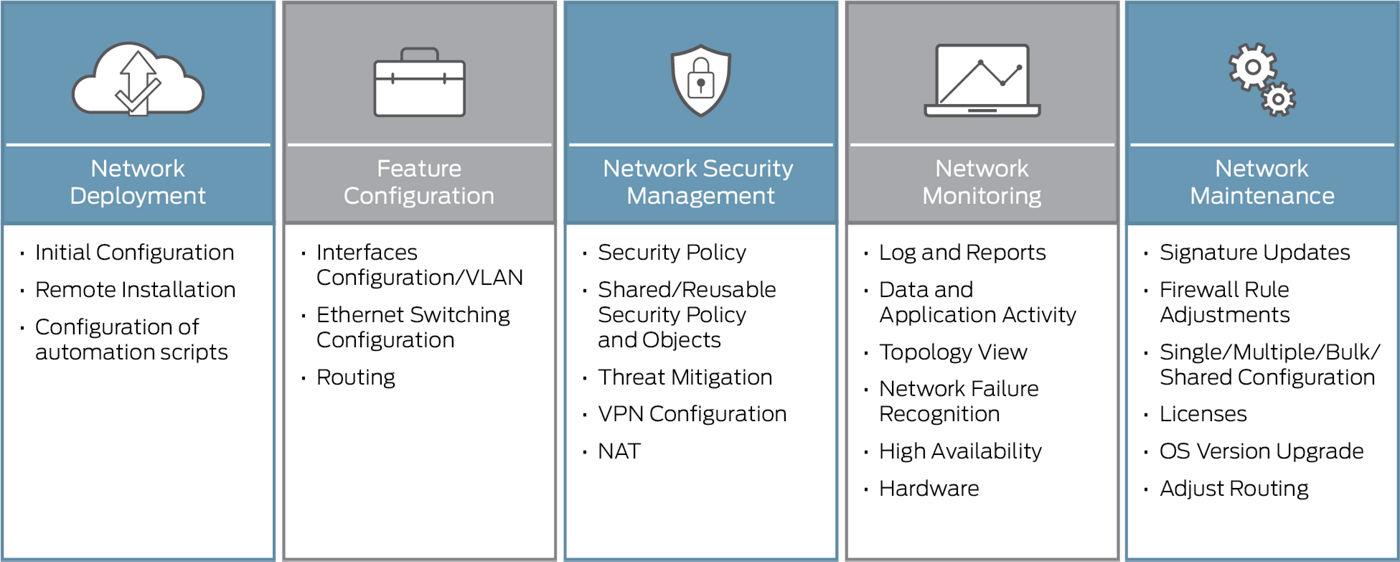 Network
Deployment
· Initial Configuration
· Remote Installation
· Configuration of
automation scripts
Feature
Configuration
· Interfaces
Configuration/VLAN
· Ethernet Switching
Configuration
· Routing
Network Security
Management
· Security Policy
· Shared/Reusable
Security Policy
and Objects
· Threat Mitigation
· VPN Configuration
· NAT
Network
Monitoring
· Log and Reports
· Data and
Application Activity
· Topology View
· Network Failure
Recognition
· High Availability
· Hardware
Network
Maintenance
· Signature Updates
· Firewall Rule
Adjustments
· Single/Multiple/Bulk/
Shared Configuration
· Licenses
· OS Version Upgrade
· Adjust Routing